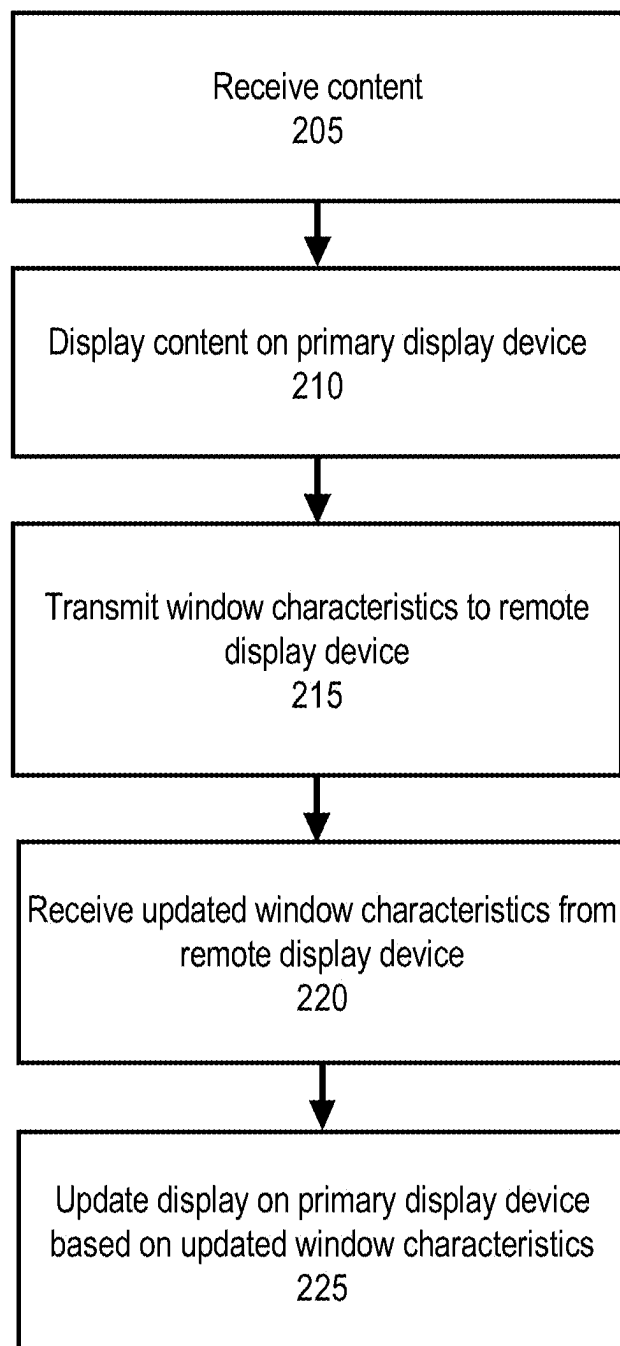 Receive content
205
Display content on primary display device
210
Transmit window characteristics to remote
display device
215
Receive updated window characteristics from
remote display device
220
Update display on primary display device
based on updated window characteristics
225